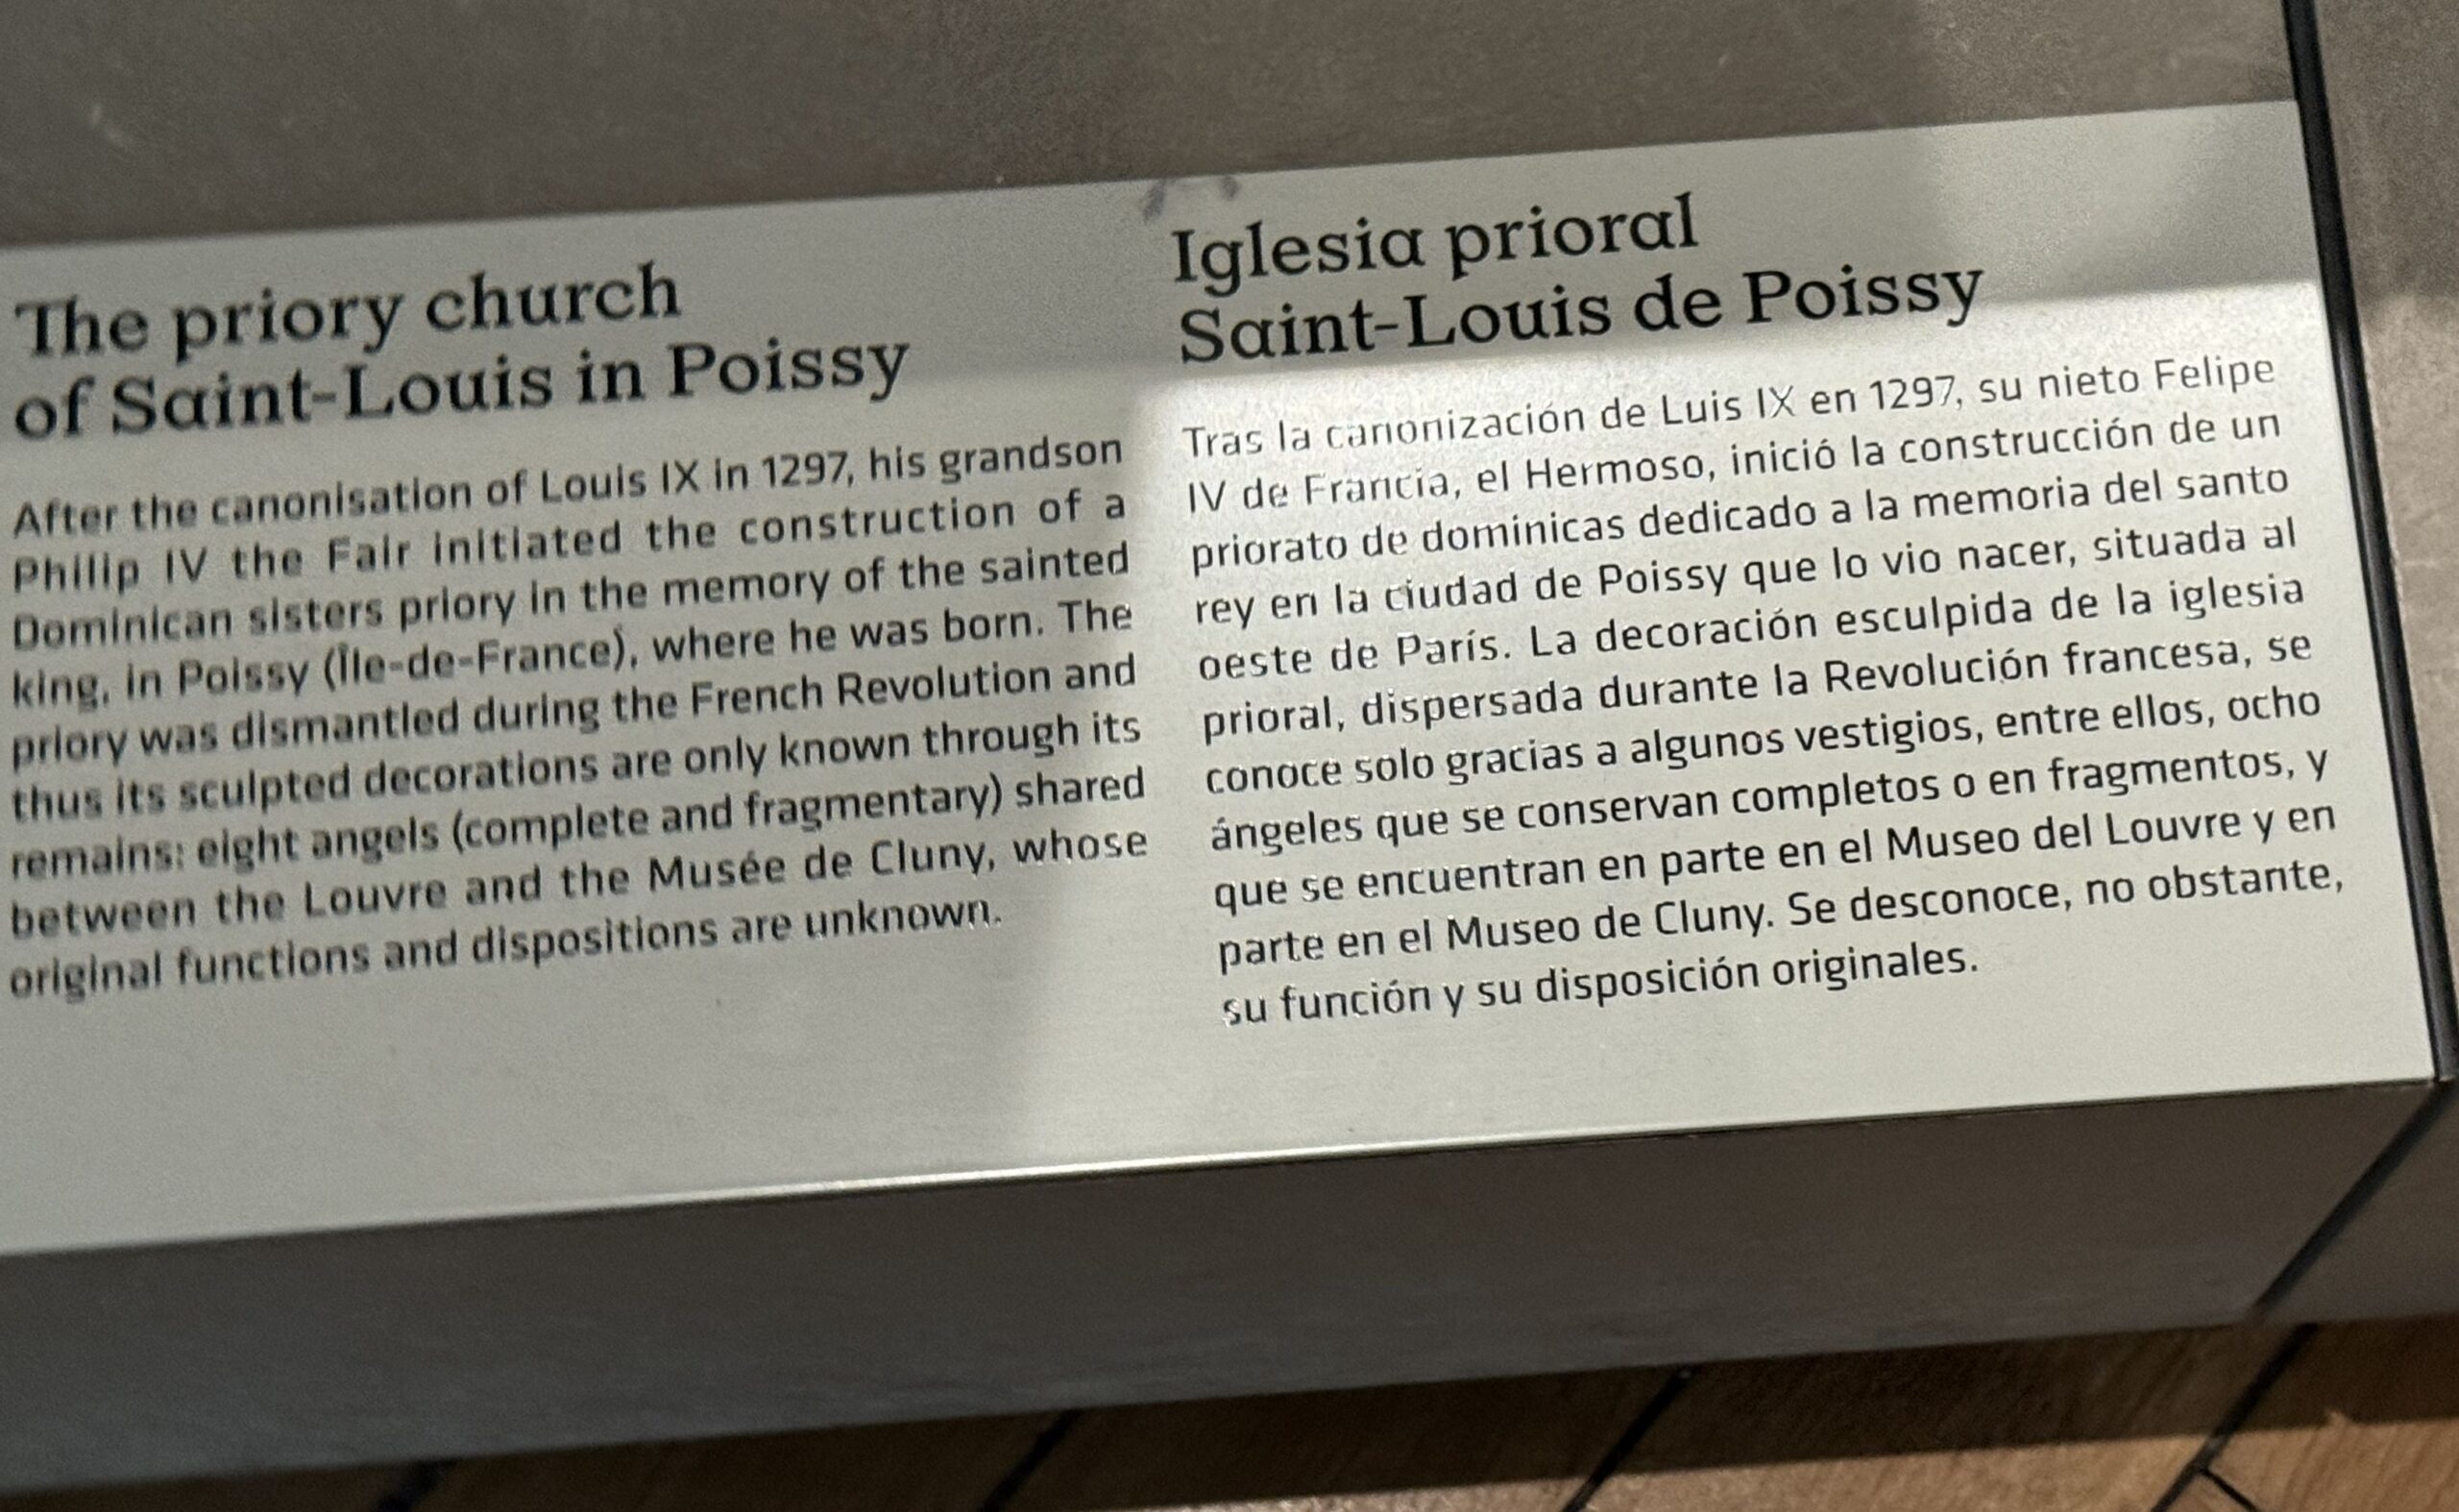 The priory church
of Saint-Louis in Poissy
After the canonisation of Louis IX in 1297, his grandson
Philip IV the Fair initiated the construction of a
Dominican sisters priory in the memory of the sainted
king, in Poissy (Île-de-France), where he was born. The
priory was dismantled during the French Revolution and
thus its sculpted decorations are only known through its
remains: eight angels (complete and fragmentary) shared
between the Louvre and the Musée de Cluny, whose
original functions and dispositions are unknown.
Iglesia prioral
Saint-Louis de Poissy
Tras la canonización de Luis IX en 1297, su nieto Felipe
IV de Francia, el Hermoso, inició la construcción de un
priorato de dominicas dedicado a la memoria del santo
rey en la ciudad de Poissy que lo vio nacer, situada al
oeste de París. La decoración esculpida de la iglesia
prioral, dispersada durante la Revolución francesa, se
conoce solo gracias a algunos vestigios, entre ellos, ocho
ángeles que se conservan completos o en fragmentos, y
que se encuentran en parte en el Museo del Louvre y en
parte en el Museo de Cluny. Se desconoce, no obstante,
su función y su disposición originales.